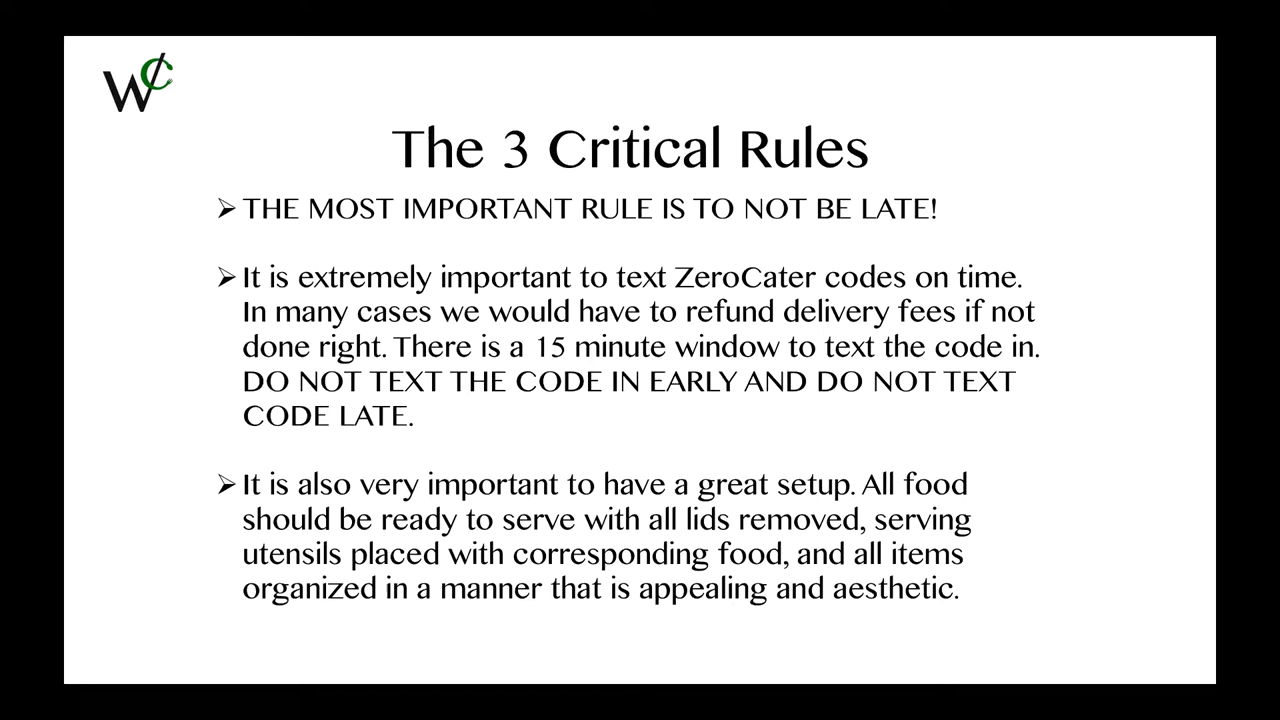 WC
The 3 Critical Rules
➢ THE MOST IMPORTANT RULE IS TO NOT BE LATE!
➢ It is extremely important to text ZeroCater codes on time.
In many cases we would have to refund delivery fees if not
done right. There is a 15 minute window to text the code in.
DO NOT TEXT THE CODE IN EARLY AND DO NOT TEXT
CODE LATE.
➢ It is also very important to have a great setup. All food
should be ready to serve with all lids removed, serving
utensils placed with corresponding food, and all items
organized in a manner that is appealing and aesthetic.